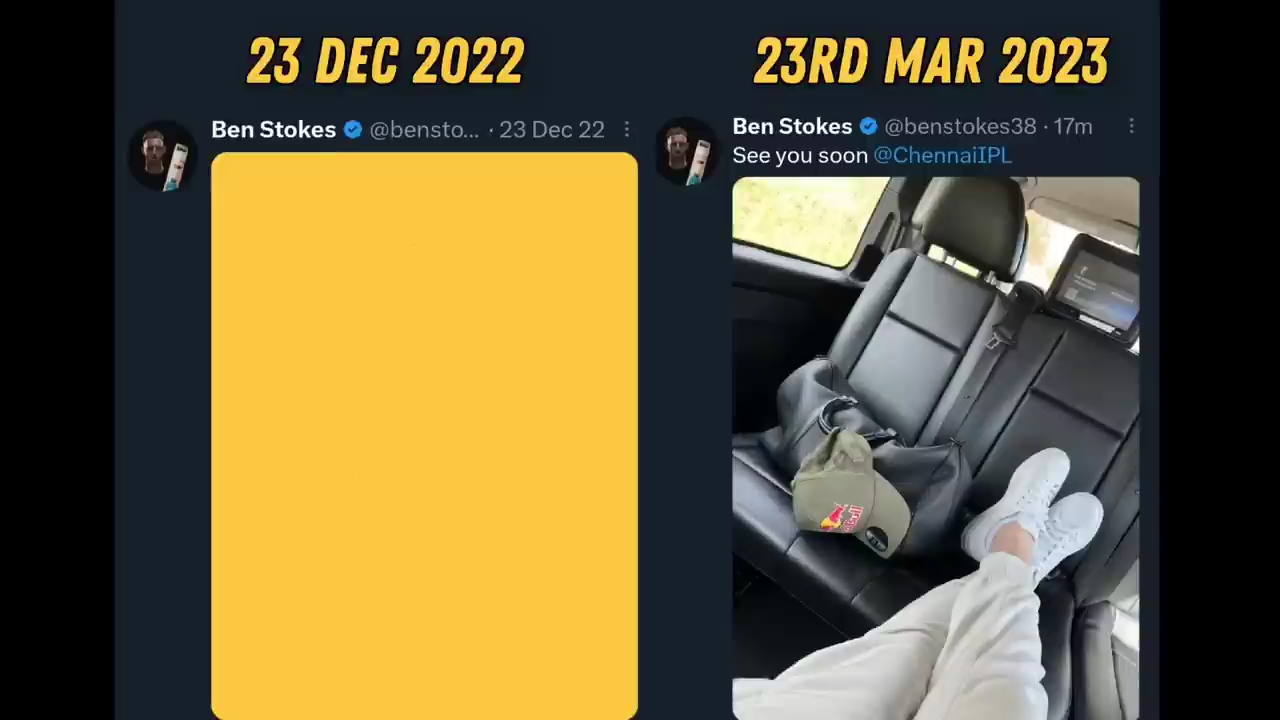 23 DEC 2022
Ben Stokes @bensto... · 23 Dec 22
23RD MAR 2023
Ben Stokes @benstokes38 · 17m
See you soon @ChennaiIPL